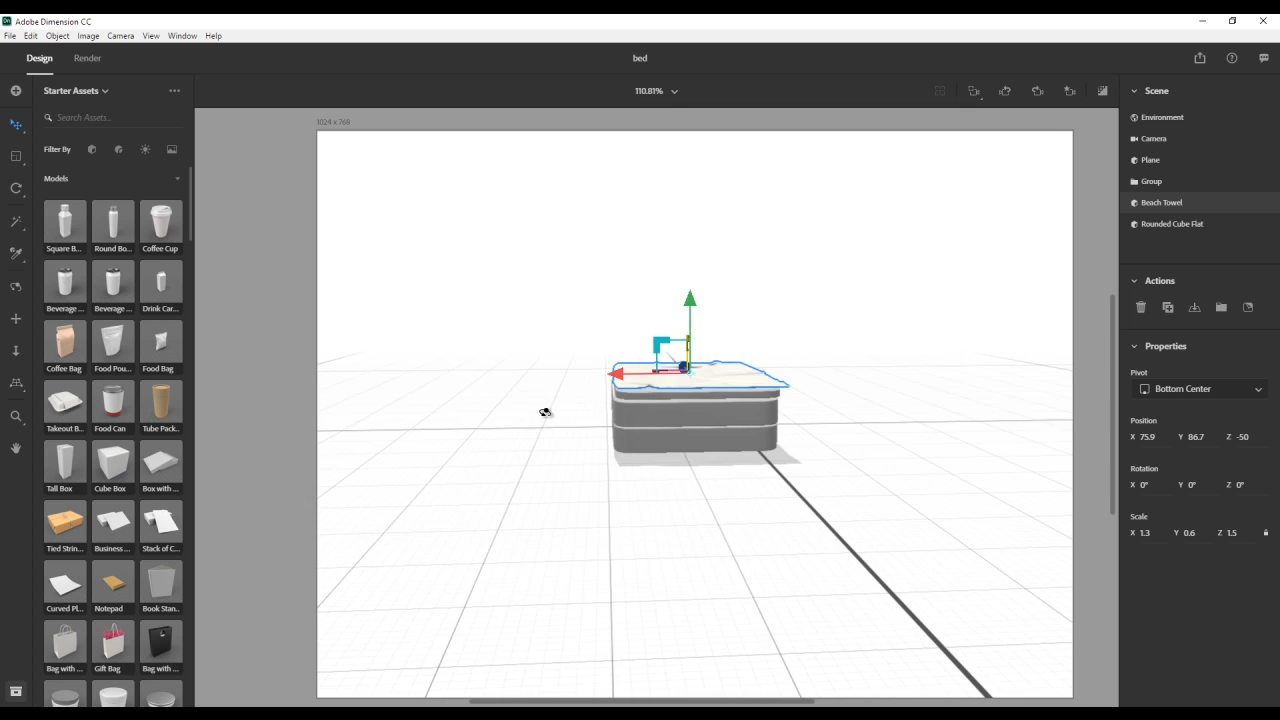 Dn Adobe Dimension CC
File Edit Object Image Camera View Window Help
Design Render bed
Starter Assets 110.81% Scene
Search Assets...
1024 x 768
Environment
Camera
Filter By
Plane
Models
Group
Beach Towel
Rounded Cube Flat
Square B... Round Bo... Coffee Cup
Actions
Beverage ... Beverage ... Drink Car...
Properties
Coffee Bag Food Pou... Food Bag
Pivot
Bottom Center
Takeout B... Food Can Tube Pack..
Position
X 75.9 Y 86.7 Z -50
Rotation
X 0° Y 0° Z 0°
Tall Box Cube Box Box with ...
Scale
X 1.3 Y 0.6 Z 1.5
Tied Strin... Business ... Stack of C...
Curved Pl... Notepad Book Stan..
Bag with ... Gift Bag Bag with ...